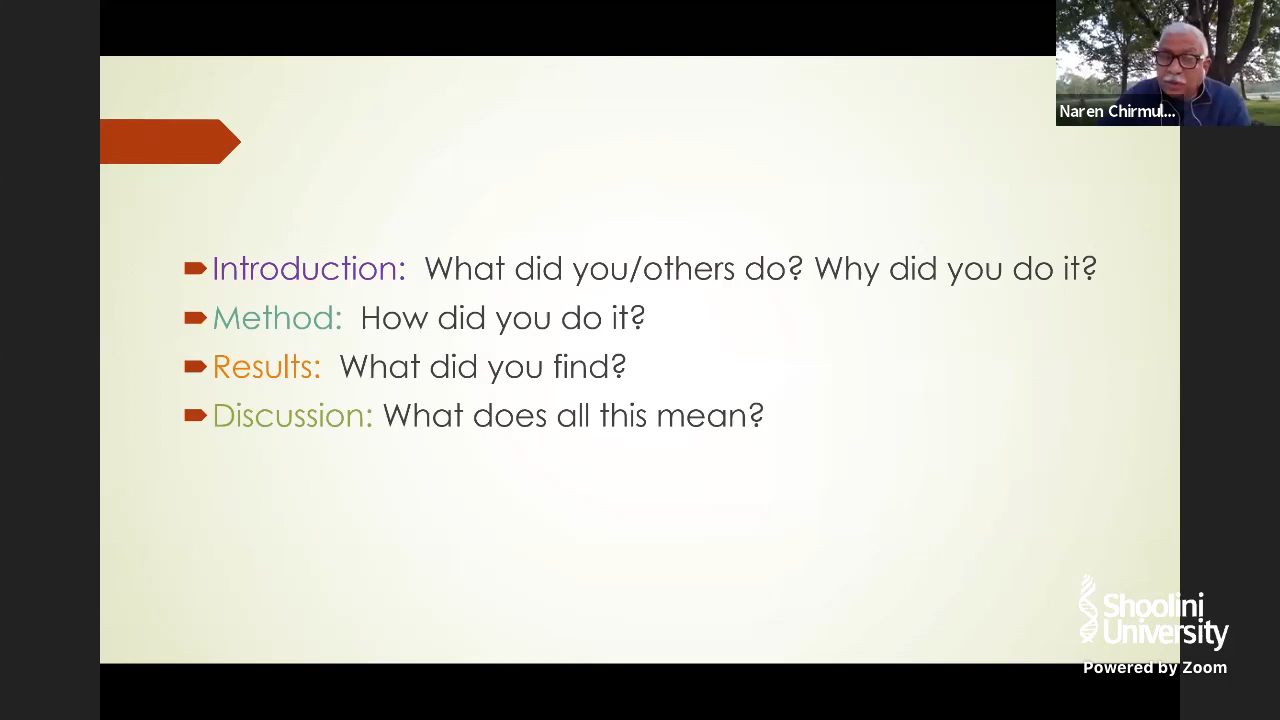 Naren Chirmul...
Introduction: What did you/others do? Why did you do it?
Method: How did you do it?
Results: What did you find?
Discussion: What does all this mean?
Shoolini
University
Powered by Zoom